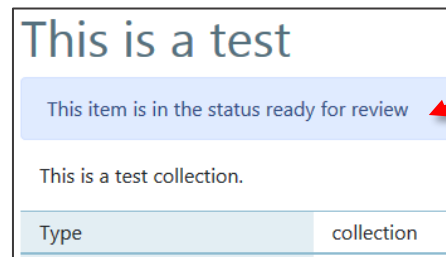 This is a test
This item is in the status ready for review
This is a test collection.
Type collection